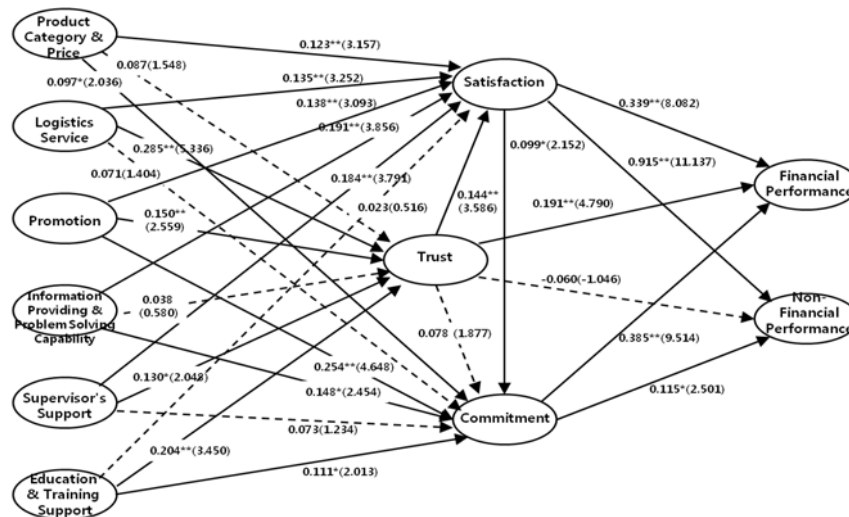 Product
Category &
Price
0.123**(3.157)
0.087(1.548)
0.097*(2.036)
0.135**(3.252)
Satisfaction
0.138**(3.093)
0.339**(8.082)
Logistics
Service
0.191**(3.856)
0.285**(5.336)
0.099*(2.152)
0.915**(11.137)
0.071(1.404)
0.184**(3.791)
Financial
Performance
0.144**
(3.586)
0.023(0.516)
0.191**(4.790)
Promotion
0.150**
(2.559)
Trust
-0.060(-1.046)
Information
Providing &
Problem Solving
Capability
0.038
(0.580)
Non-
Financial
Performance
0.078 (1.877)
0.385**(9.514)
0.254**(4.648)
0.130*(2.048)
0.148*(2.454)
0.115*(2.501)
Supervisor's
Support
Commitment
0.073(1.234)
0.204**(3.450)
0.111*(2.013)
Education
& Training
Support